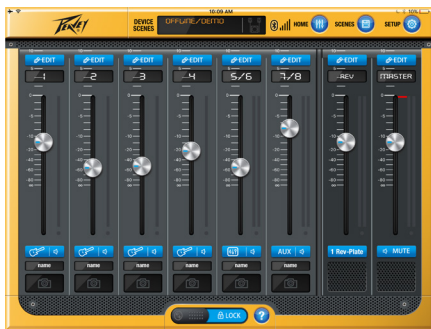 10:09 AM
10%
Peavey
DEVICE SCENES
OFFLINE/DEMO
HOME
SCENES
SETUP
EDIT EDIT EDIT EDIT EDIT EDIT EDIT EDIT
1 2 3 4 5/6 7/8 REV MASTER
AUX
1 Rev-Plate
MUTE
name name name name name name
LOCK
?